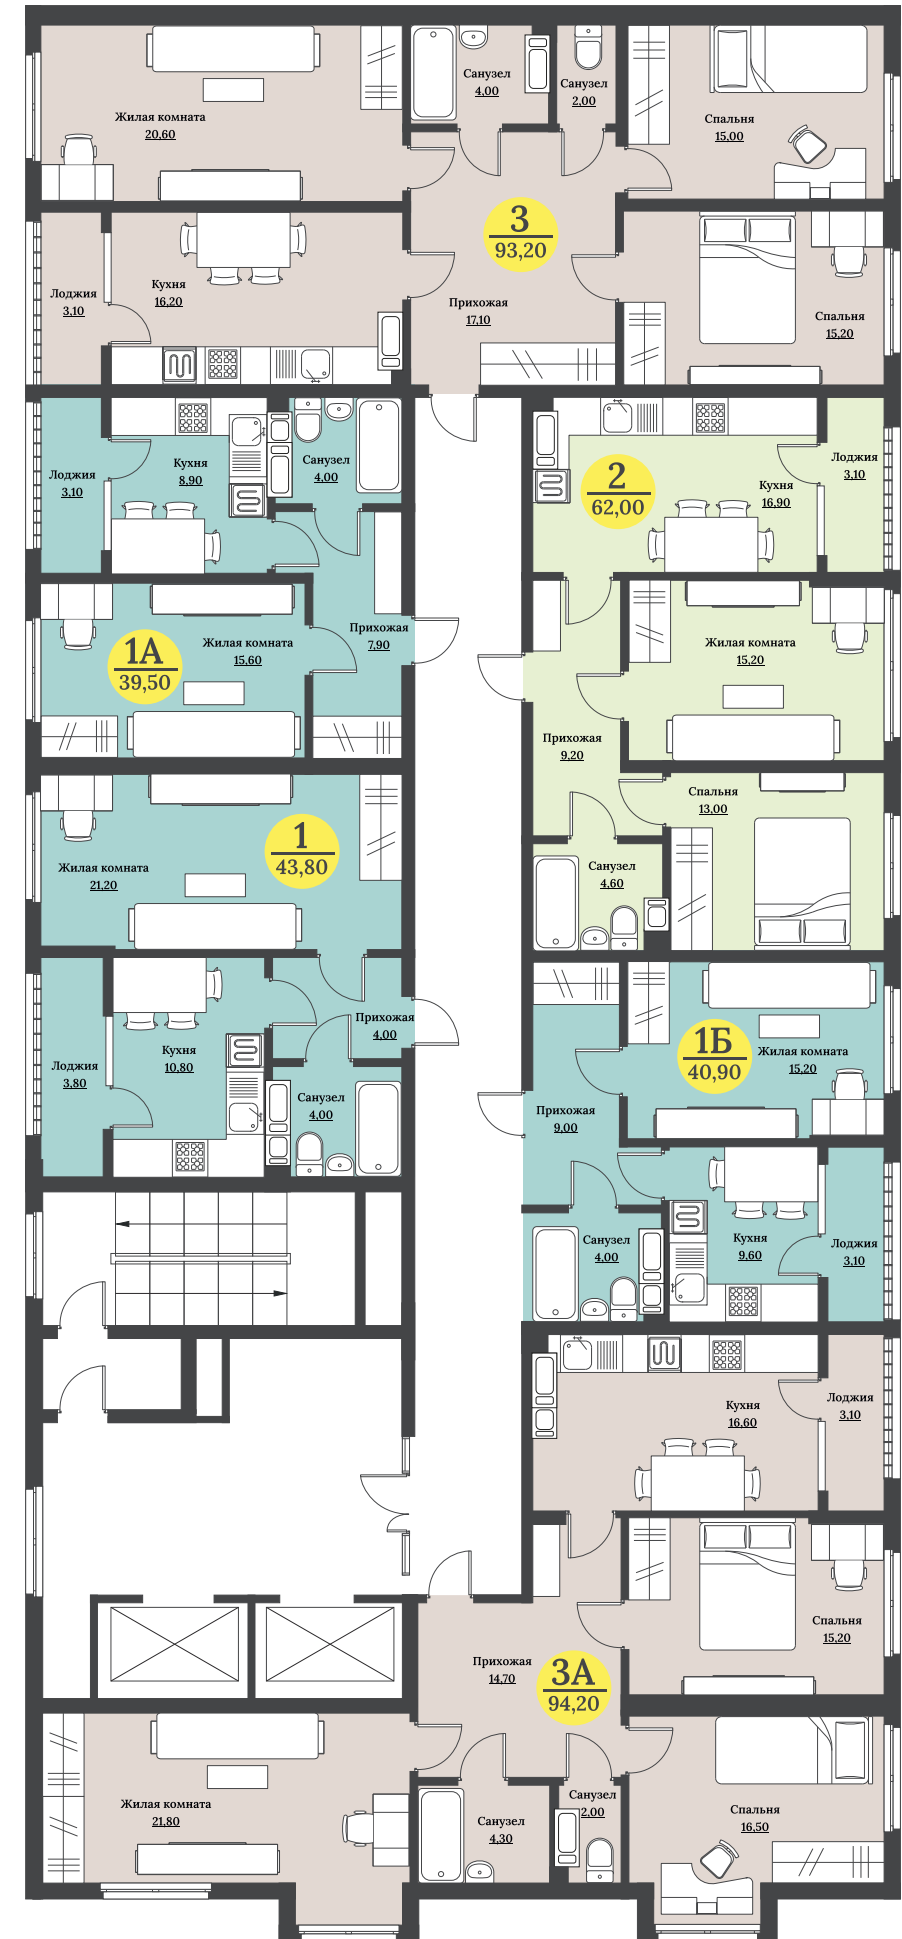 Жилая комната
20,60
Санузел
4,00
Санузел
2,00
Спальня
15,00
3
93,20
Лоджия
3,10
Кухня
16,20
Прихожая
17,10
Спальня
15,20
Лоджия
3,10
Кухня
8,90
Санузел
4,00
2
62,00
Кухня
16,90
Лоджия
3,10
1А
39,50
Жилая комната
15,60
Прихожая
7,90
Жилая комната
15,20
Прихожая
9,20
Спальня
13,00
1
43,80
Жилая комната
21,20
Санузел
4,60
Лоджия
3,80
Кухня
10,80
Прихожая
4,00
Санузел
4,00
1Б
40,90
Жилая комната
15,20
Прихожая
9,00
Санузел
4,00
Кухня
9,60
Лоджия
3,10
Кухня
16,60
Лоджия
3,10
Спальня
15,20
Прихожая
14,70
3А
94,20
Жилая комната
21,80
Санузел
4,30
Санузел
2,00
Спальня
16,50